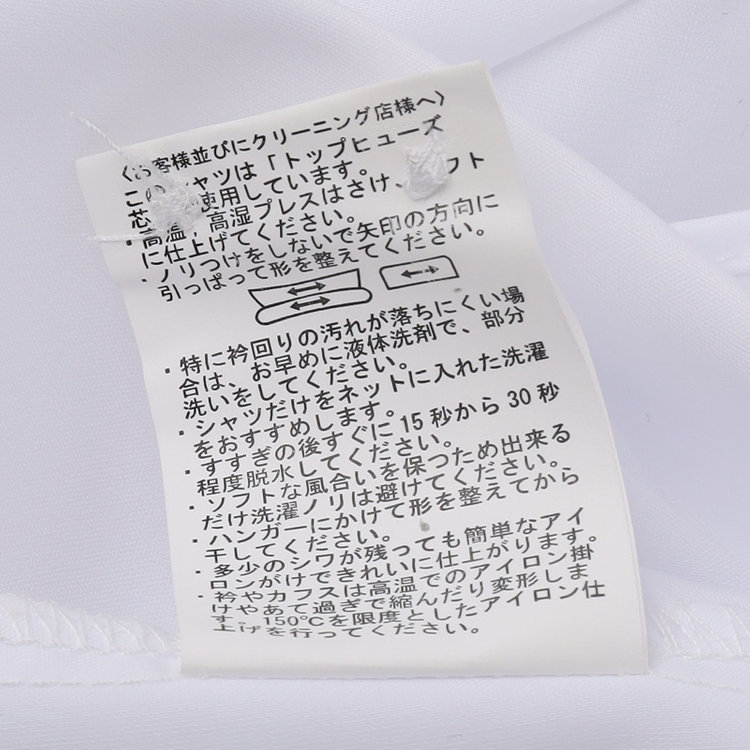 〈お客様並びにクリーニング店様へ〉
このシャツは「トップヒューズ
芯 使用しています。
・高温、高湿プレスはさけ、ソフト
に仕上げてください。
・ノリつけをしないで矢印の方向に
引っぱって形を整えてください。
・特に衿回りの汚れが落ちにくい場
合は、お早めに液体洗剤で、部分
洗いをしてください。
・シャツだけをネットに入れた洗濯
をおすすめします。
・すすぎの後すぐに15秒から30秒
程度脱水してください。
・ソフトな風合いを保つため出来る
だけ洗濯ノリは避けてください。
・ハンガーにかけて形を整えてから
干してください。
・多少のシワが残っても簡単なアイ
ロンがけできれいに仕上がります。
・衿やカフスは高温でのアイロン掛
けやあて過ぎで縮んだり変形しま
す。150℃を限度としたアイロン仕
上げを行ってください。